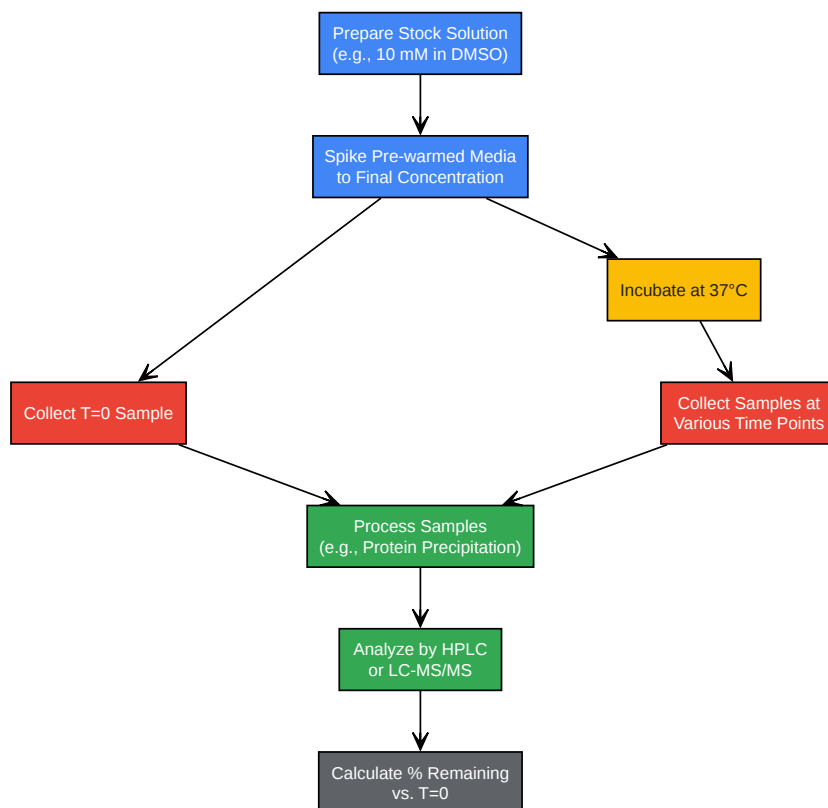 Prepare Stock Solution
(e.g., 10 mM in DMSO)
Spike Pre-warmed Media
to Final Concentration
Incubate at 37°C
Collect T=0 Sample
Collect Samples at
Various Time Points
Process Samples
(e.g., Protein Precipitation)
Analyze by HPLC
or LC-MS/MS
Calculate % Remaining
vs. T=0